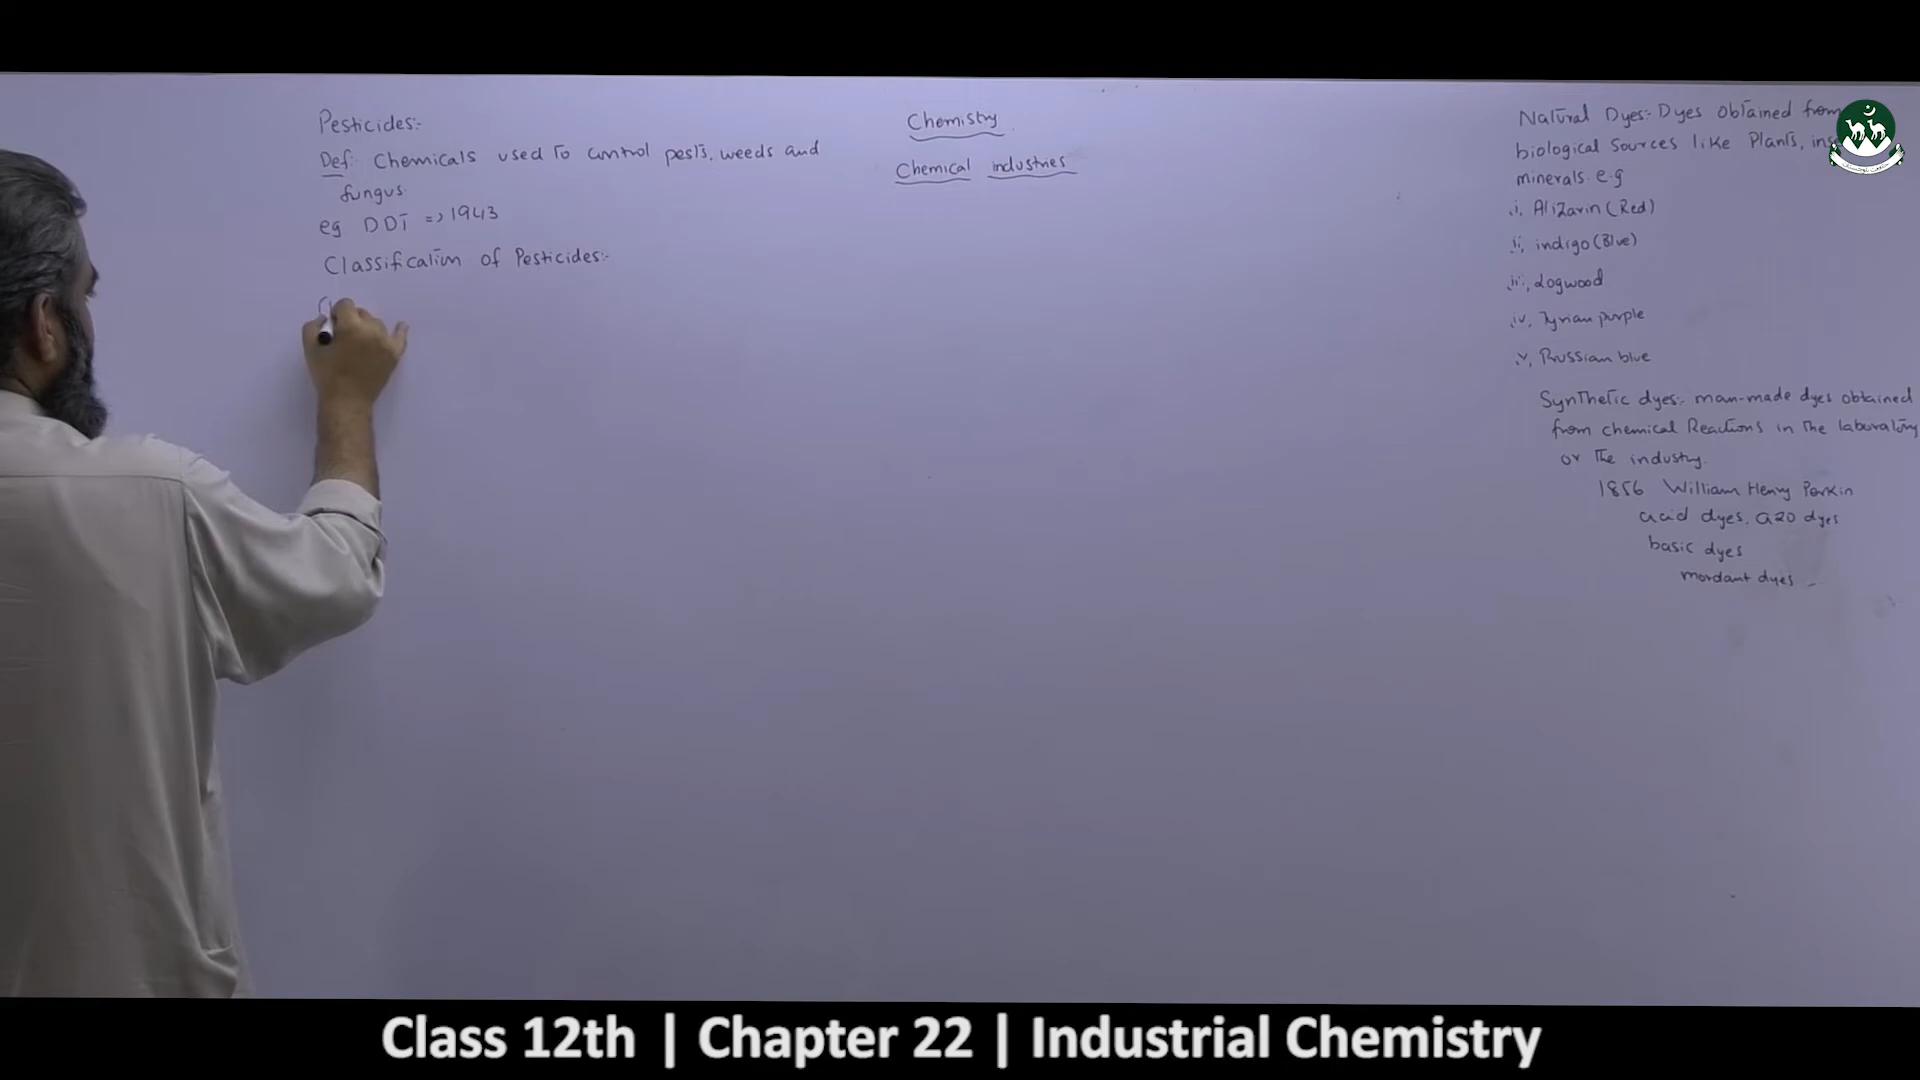 Pesticides:-
Def: Chemicals used to control pests, weeds and
fungus.
eg DDT => 1943
Classification of Pesticides:-
Chemistry
Chemical industries
Natural Dyes:- Dyes obtained from
biological sources like Plants,
minerals. e.g
i, Alizarin (Red)
ii, indigo (Blue)
iii, Logwood
iv, Tyrian purple
v, Prussian blue
Synthetic dyes:- man-made dyes obtained
from chemical Reactions in the laboratory
or the industry.
1856 William Henry Perkin
acid dyes, azo dyes
basic dyes
mordant dyes
Class 12th | Chapter 22 | Industrial Chemistry